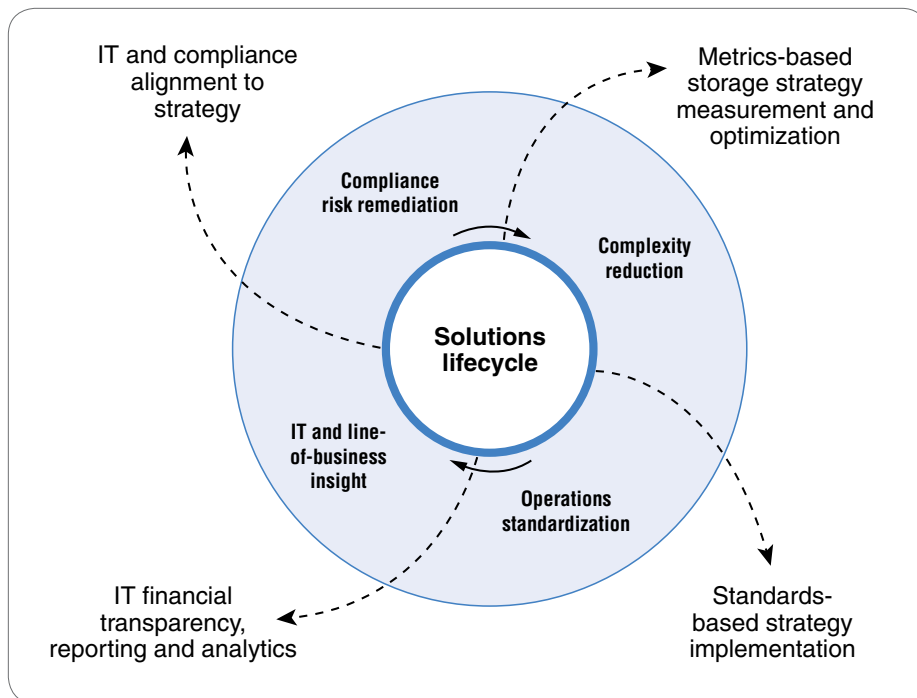 IT and compliance
alignment to
strategy
Metrics-based
storage strategy
measurement and
optimization
Compliance
risk remediation
Complexity
reduction
Solutions
lifecycle
IT and line-
of-business
insight
Operations
standardization
IT financial
transparency,
reporting and analytics
Standards-
based strategy
implementation